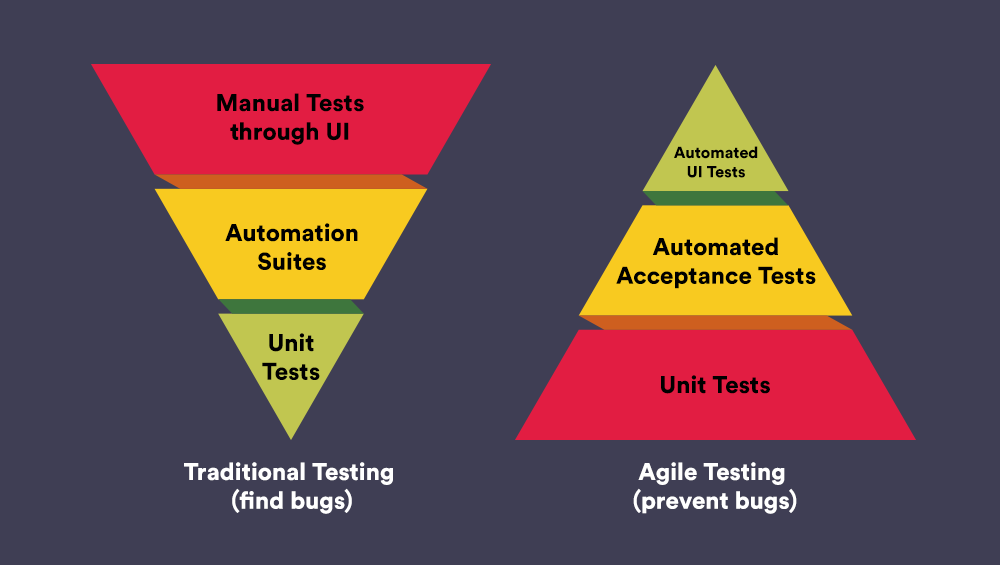 Manual Tests
through UI
Automation
Suites
Unit
Tests
Traditional Testing
(find bugs)
Automated
UI Tests
Automated
Acceptance Tests
Unit Tests
Agile Testing
(prevent bugs)